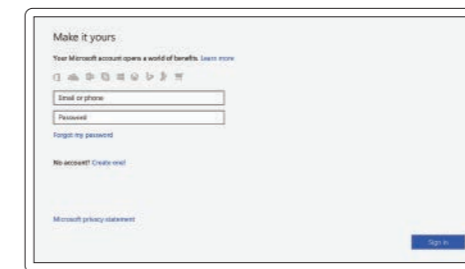 Make it yours
Your Microsoft account opens a world of benefits. Learn more
Email or phone
Password
Forgot my password
No account? Create one!
Microsoft privacy statement
Sign in